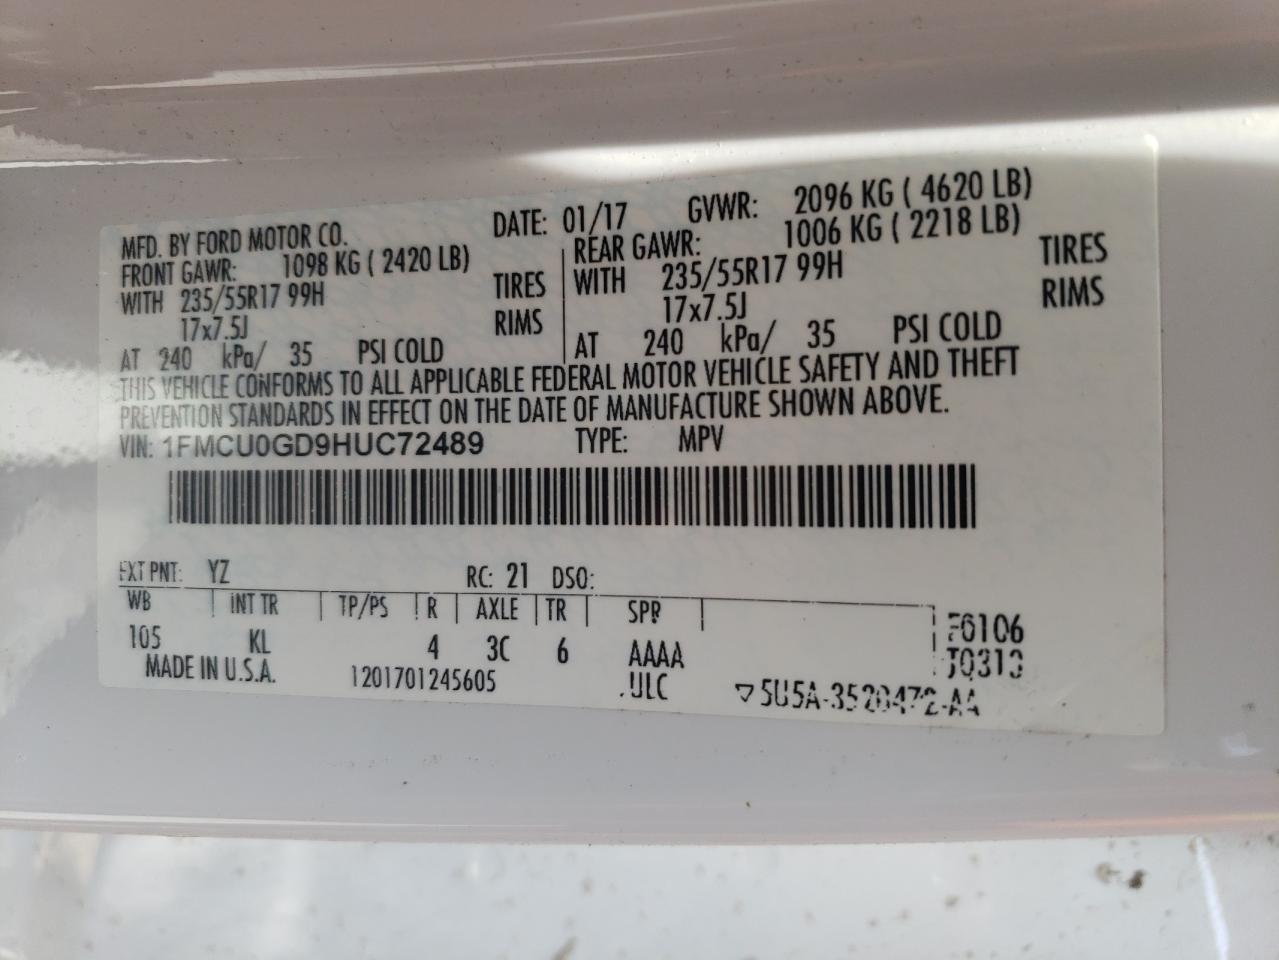 MFD. BY FORD MOTOR CO. DATE: 01/17 GVWR: 2096 KG ( 4620 LB)
FRONT GAWR: 1098 KG ( 2420 LB) REAR GAWR: 1006 KG ( 2218 LB)
WITH 235/55R17 99H TIRES WITH 235/55R17 99H TIRES
17x7.5J RIMS 17x7.5J RIMS
AT 240 kPa/ 35 PSI COLD AT 240 kPa/ 35 PSI COLD
THIS VEHICLE CONFORMS TO ALL APPLICABLE FEDERAL MOTOR VEHICLE SAFETY AND THEFT
PREVENTION STANDARDS IN EFFECT ON THE DATE OF MANUFACTURE SHOWN ABOVE.
VIN: 1FMCU0GD9HUC72489 TYPE: MPV
EXT PNT: YZ RC: 21 DSO:
WB INT TR TP/PS R AXLE TR SPR
105 KL 4 3C 6 AAAA
MADE IN U.S.A. 1201701245605 .ULC